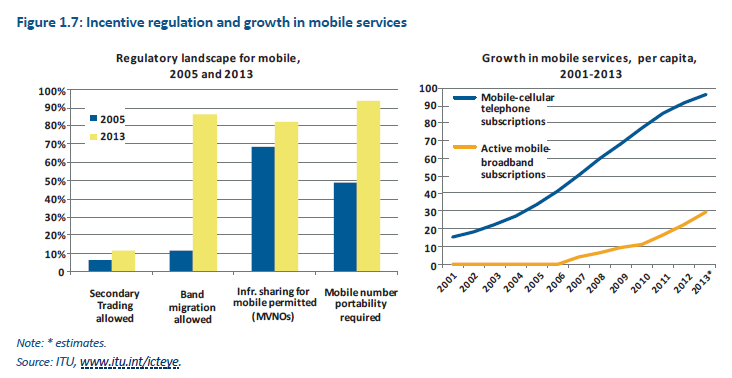 Figure 1.7: Incentive regulation and growth in mobile services
Regulatory landscape for mobile,
2005 and 2013
100%
90%
80%
70%
60%
50%
40%
30%
20%
10%
0
2005
2013
Secondary
Trading
allowed
Band
migration
allowed
Infr. sharing for
mobile permitted
(MVNOs)
Mobile number
portability
required
Growth in mobile services, per capita,
2001-2013
100
90
80
70
60
50
40
30
20
10
0
Mobile-cellular
telephone
subscriptions
Active mobile-
broadband
subscriptions
2001
2002
2003
2004
2005
2006
2007
2008
2009
2010
2011
2012
2013*
Note: * estimates.
Source: ITU, www.itu.int/icteye.